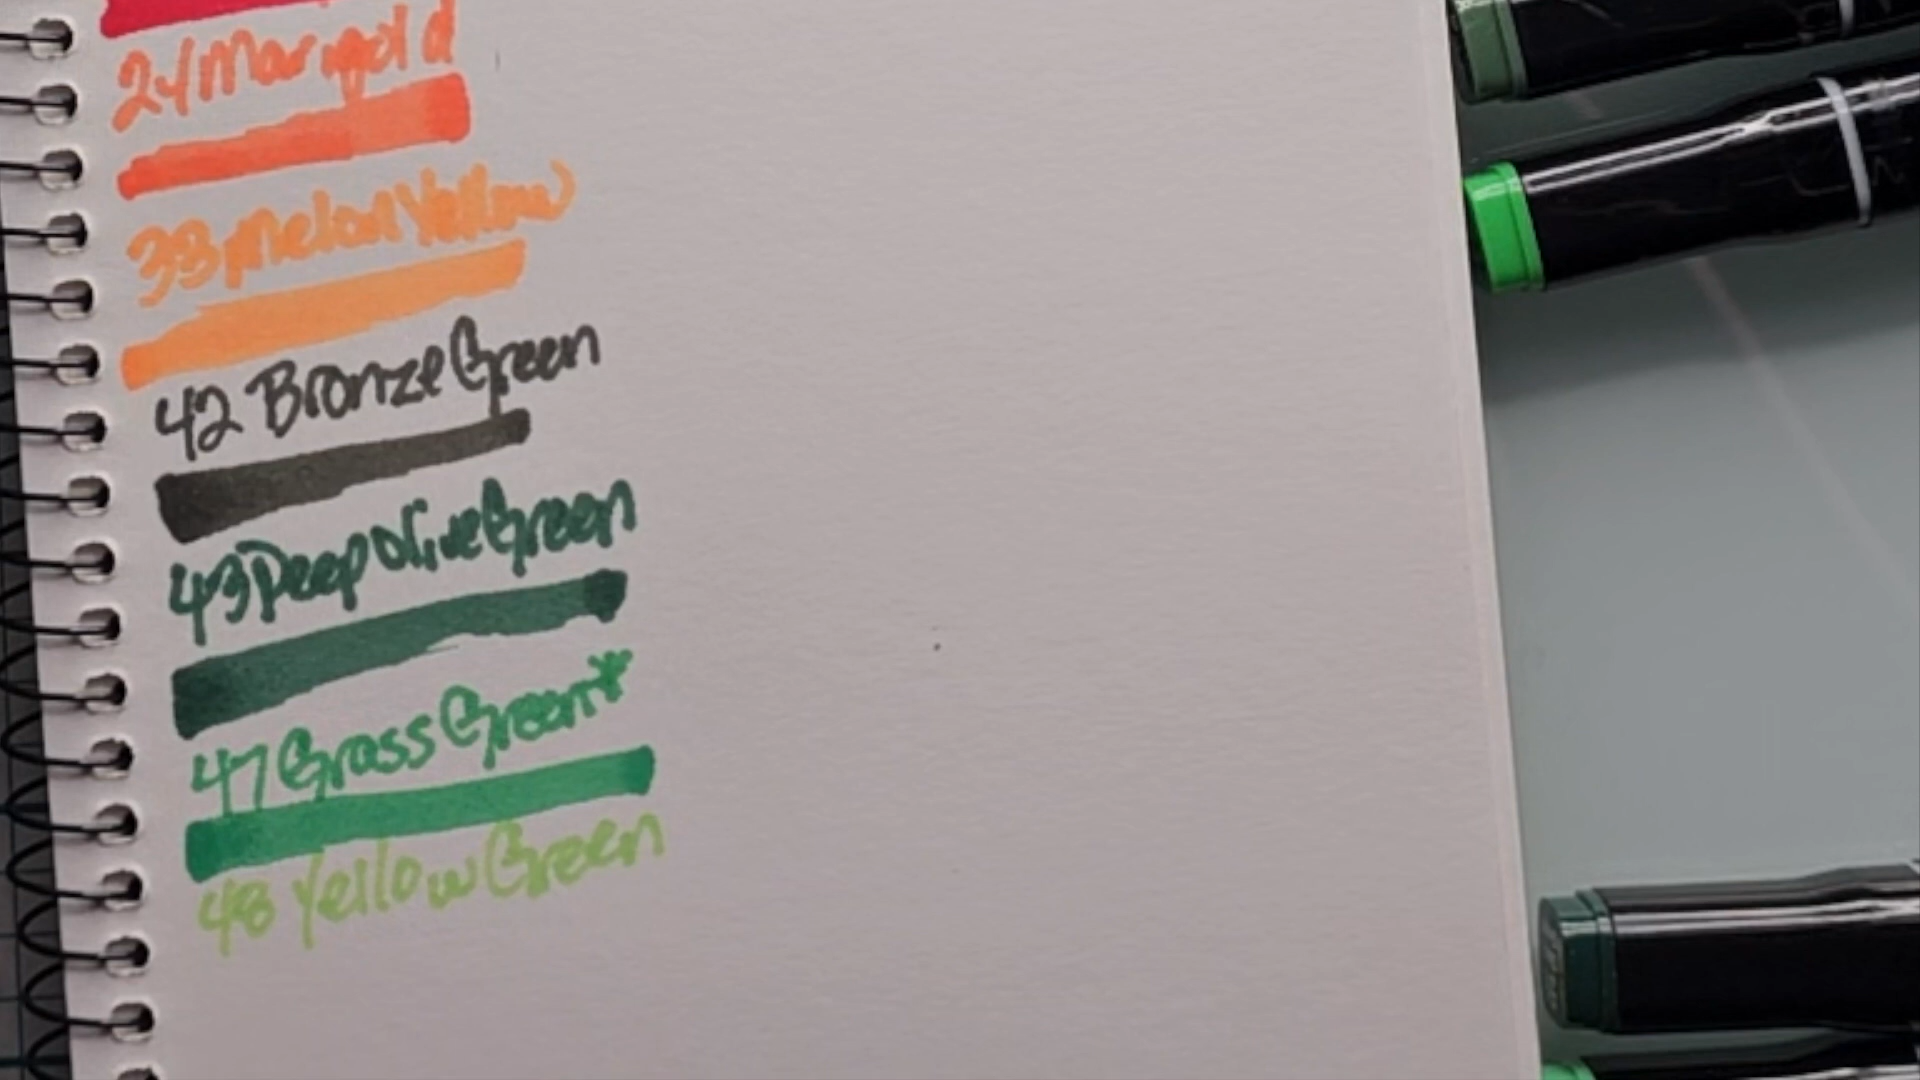 24 Marigold
33 Melon Yellow
42 Bronze Green
43 Deep Olive Green
47 Grass Green*
48 Yellow Green